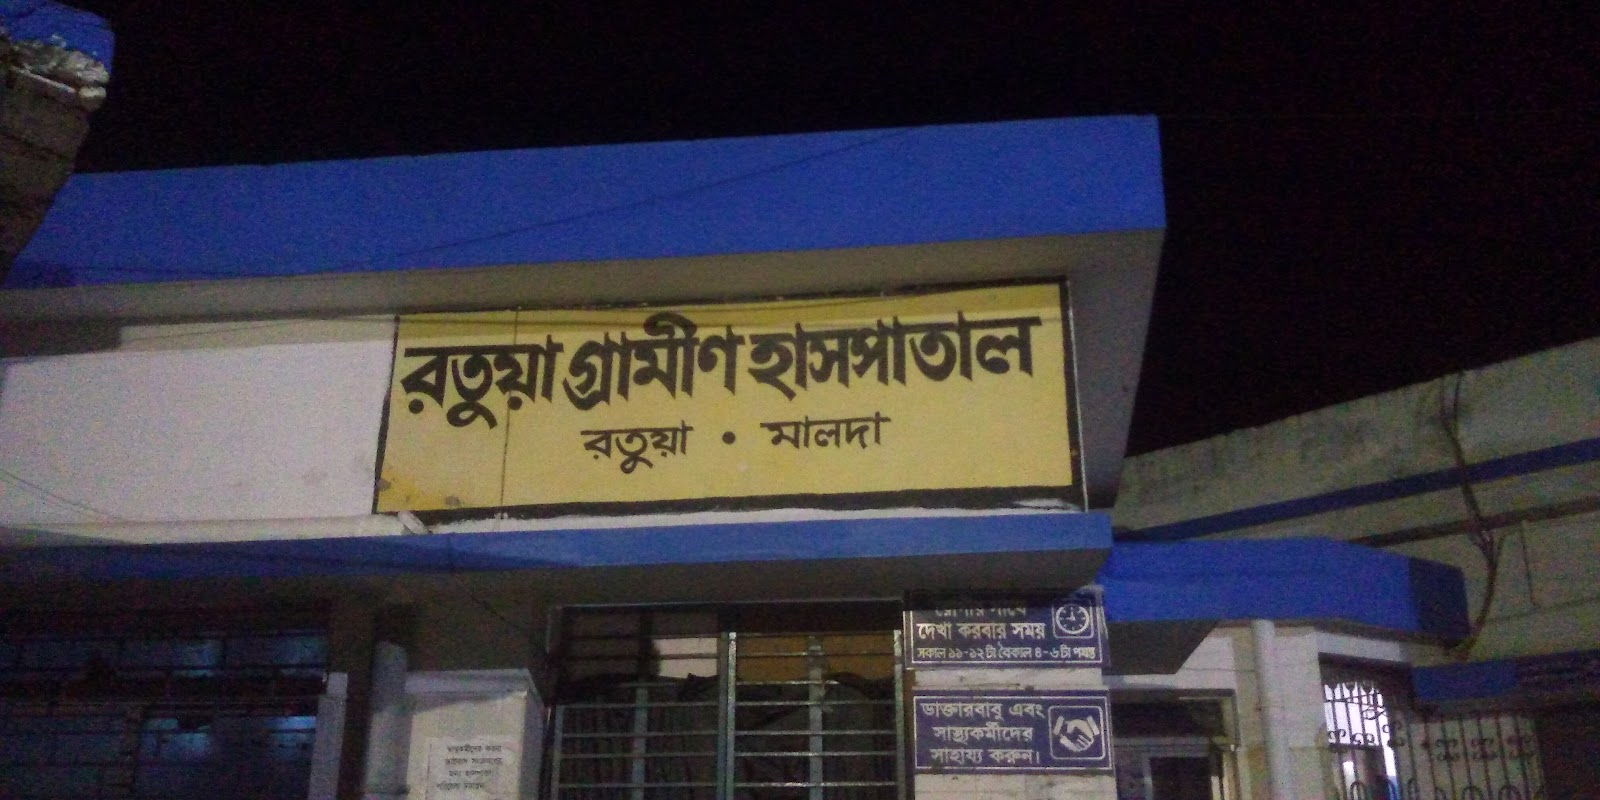 রতুয়া গ্রামীণ হাসপাতাল
রতুয়া • মালদা
রোগীর সাথে
দেখা করবার সময়
সকাল ১১-১২টা বৈকাল ৪-৬টা পর্যন্ত
ডাক্তারবাবু এবং
সাস্থ্যকর্মীদের
সাহায্য করুন।